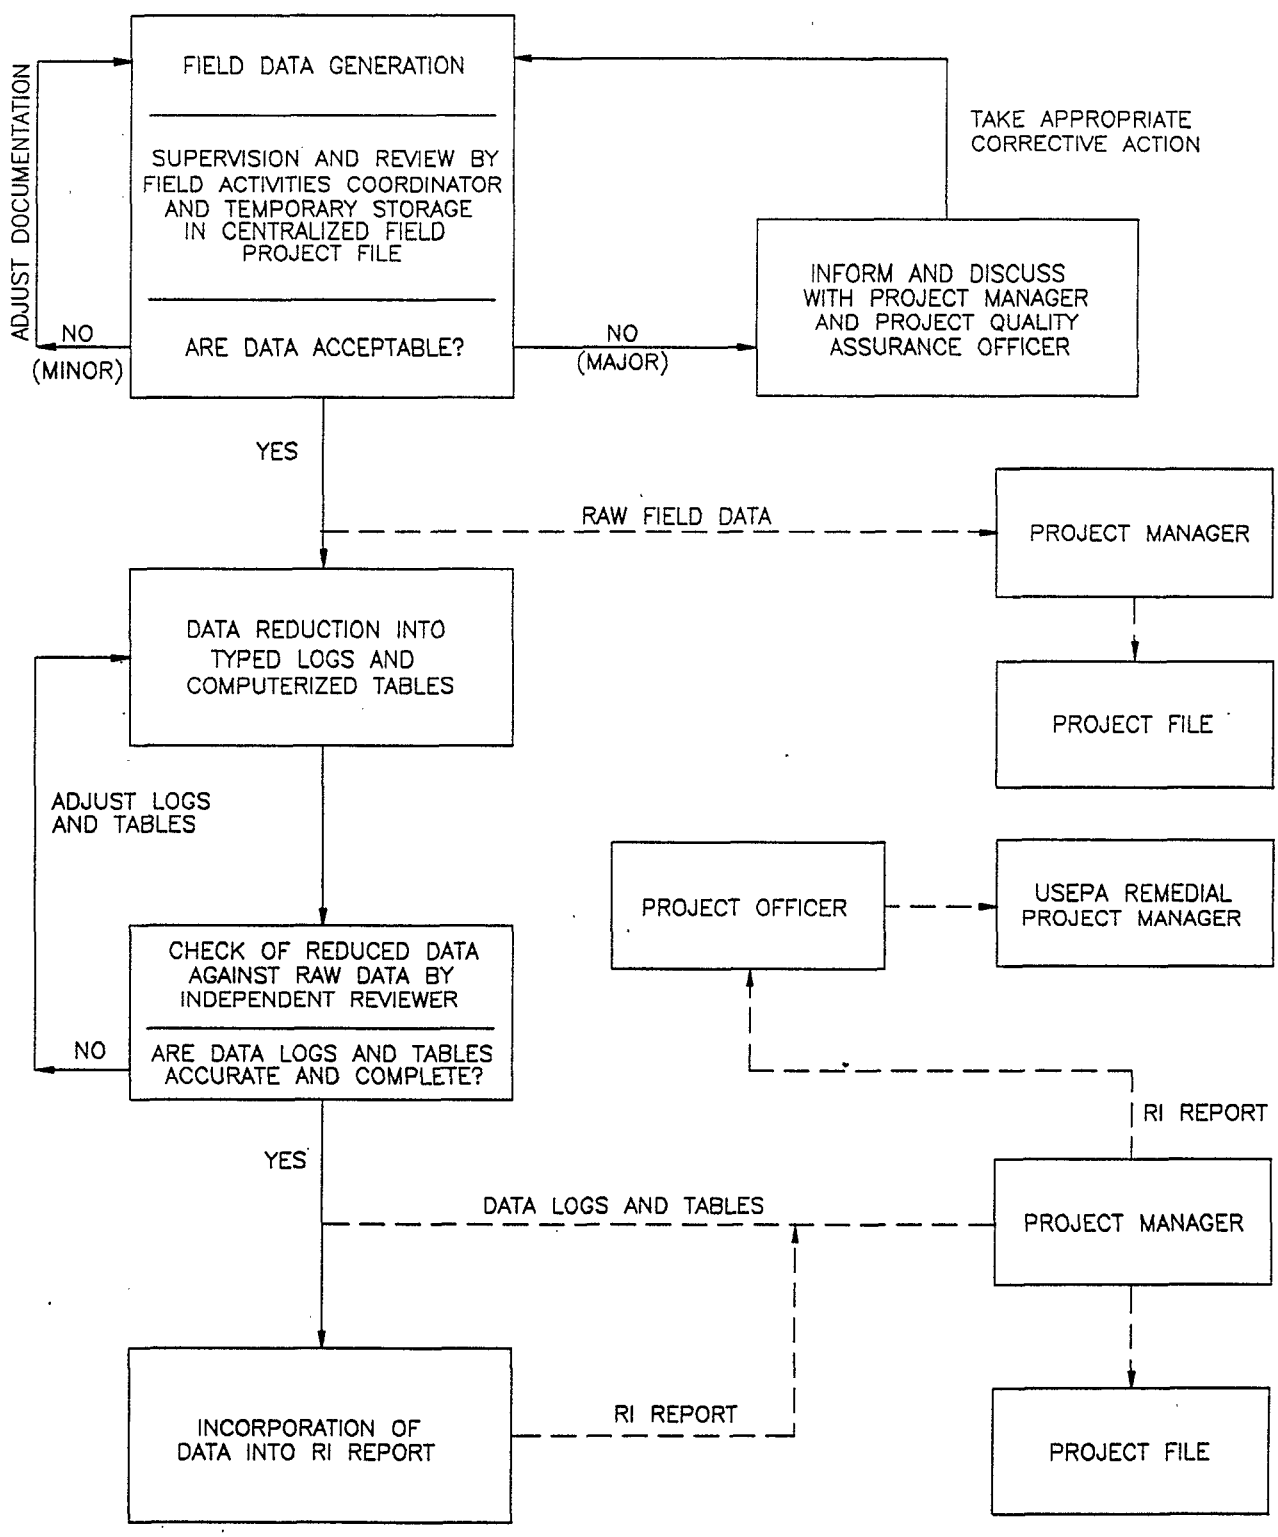 FIELD DATA GENERATION
SUPERVISION AND REVIEW BY
FIELD ACTIVITIES COORDINATOR
AND TEMPORARY STORAGE
IN CENTRALIZED FIELD
PROJECT FILE
ARE DATA ACCEPTABLE?
ADJUST DOCUMENTATION
NO
(MINOR)
NO
(MAJOR)
TAKE APPROPRIATE
CORRECTIVE ACTION
INFORM AND DISCUSS
WITH PROJECT MANAGER
AND PROJECT QUALITY
ASSURANCE OFFICER
YES
RAW FIELD DATA
PROJECT MANAGER
PROJECT FILE
DATA REDUCTION INTO
TYPED LOGS AND
COMPUTERIZED TABLES
ADJUST LOGS
AND TABLES
PROJECT OFFICER
USEPA REMEDIAL
PROJECT MANAGER
CHECK OF REDUCED DATA
AGAINST RAW DATA BY
INDEPENDENT REVIEWER
ARE DATA LOGS AND TABLES
ACCURATE AND COMPLETE?
NO
YES
RI REPORT
DATA LOGS AND TABLES
PROJECT MANAGER
RI REPORT
INCORPORATION OF
DATA INTO RI REPORT
PROJECT FILE